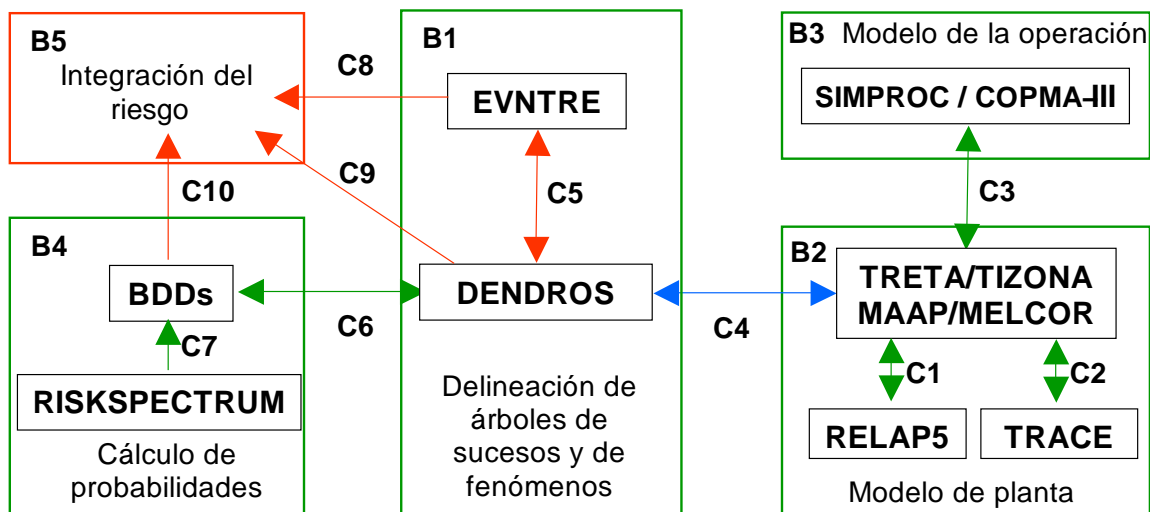 B5
Integración del
riesgo
C8
C9
C10
B1
EVNTRE
C5
DENDROS
Delineación de
árboles de
sucesos y de
fenómenos
B3 Modelo de la operación
SIMPROC / COPMA-III
C3
B4
BDDs
C6
C7
RISKSPECTRUM
Cálculo de
probabilidades
C4
B2
TRETA/TIZONA
MAAP/MELCOR
C1
C2
RELAP5
TRACE
Modelo de planta